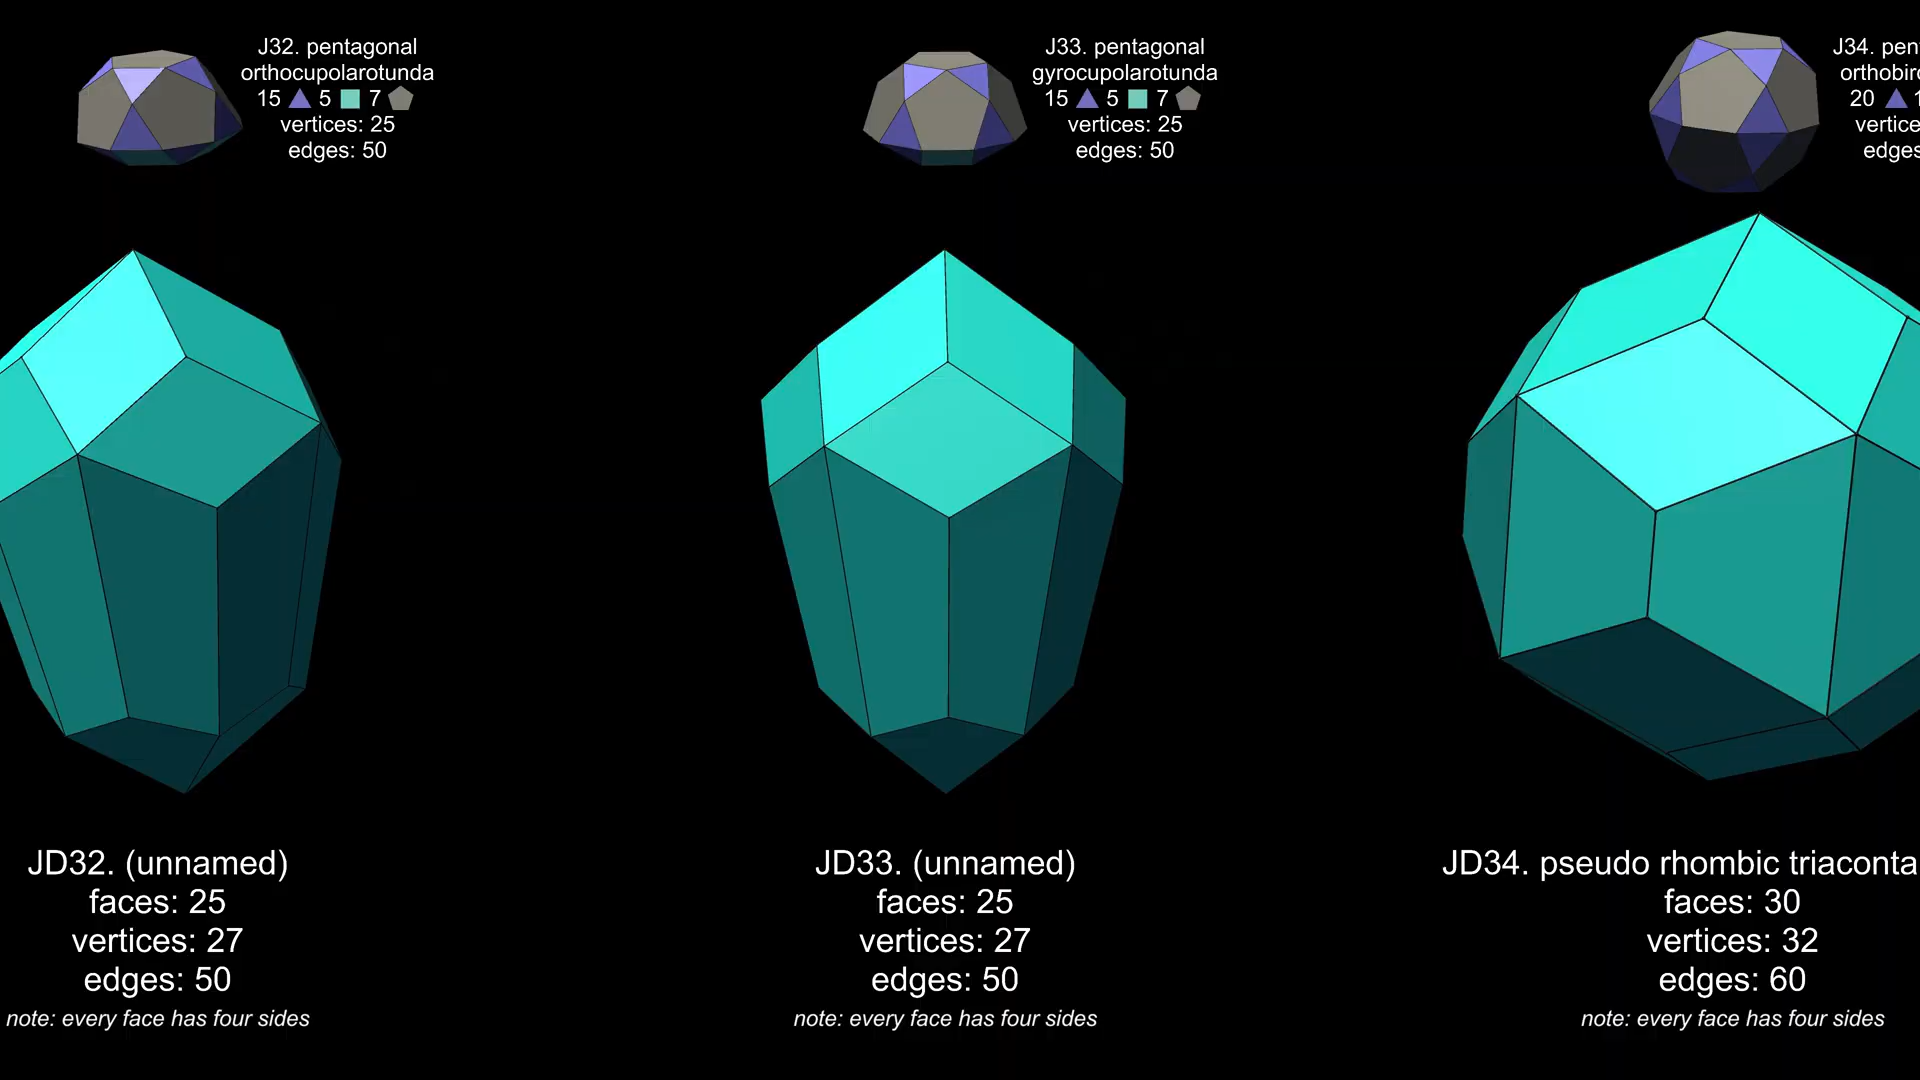 J32. pentagonal
orthocupolarotunda
15 5 7
vertices: 25
edges: 50
JD32. (unnamed)
faces: 25
vertices: 27
edges: 50
note: every face has four sides
J33. pentagonal
gyrocupolarotunda
15 5 7
vertices: 25
edges: 50
JD33. (unnamed)
faces: 25
vertices: 27
edges: 50
note: every face has four sides
J34. pen
orthobiro
20 1
vertice
edges
JD34. pseudo rhombic triaconta
faces: 30
vertices: 32
edges: 60
note: every face has four sides